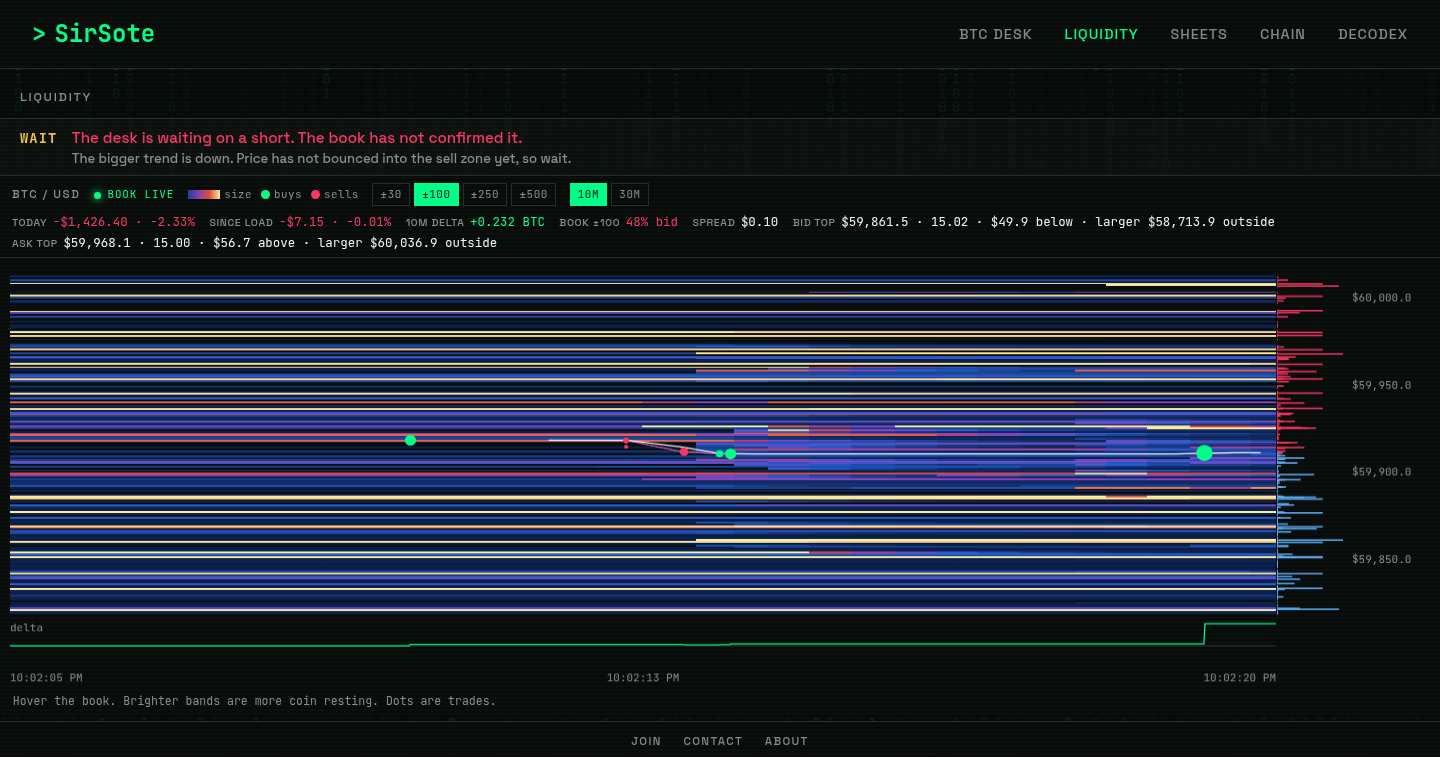 > SirSote
BTC DESK LIQUIDITY SHEETS CHAIN DECODEX
LIQUIDITY
WAIT The desk is waiting on a short. The book has not confirmed it.
The bigger trend is down. Price has not bounced into the sell zone yet, so wait.
BTC / USD BOOK LIVE size buys sells ±30 ±100 ±250 ±500 10M 30M
TODAY -$1,426.40 · -2.33% SINCE LOAD -$7.15 · -0.01% 10M DELTA +0.232 BTC BOOK ±100 48% bid SPREAD $0.10 BID TOP $59,861.5 · 15.02 · $49.9 below · larger $58,713.9 outside
ASK TOP $59,968.1 · 15.00 · $56.7 above · larger $60,036.9 outside
$60,000.0
$59,950.0
$59,900.0
$59,850.0
delta
10:02:05 PM 10:02:13 PM 10:02:20 PM
Hover the book. Brighter bands are more coin resting. Dots are trades.
JOIN CONTACT ABOUT